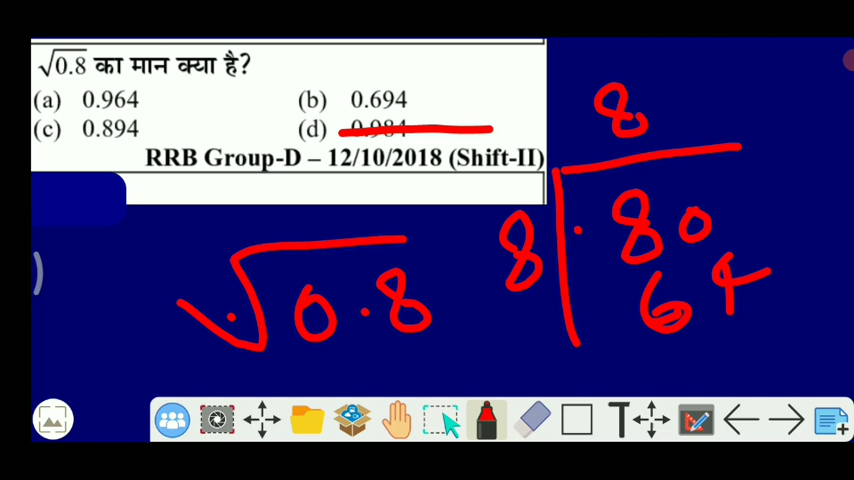 √0.8 का मान क्या है?
(a) 0.964 (b) 0.694
(c) 0.894 (d) 0.984
RRB Group-D – 12/10/2018 (Shift-II)
8
8 .80
64
√0.8
)
T